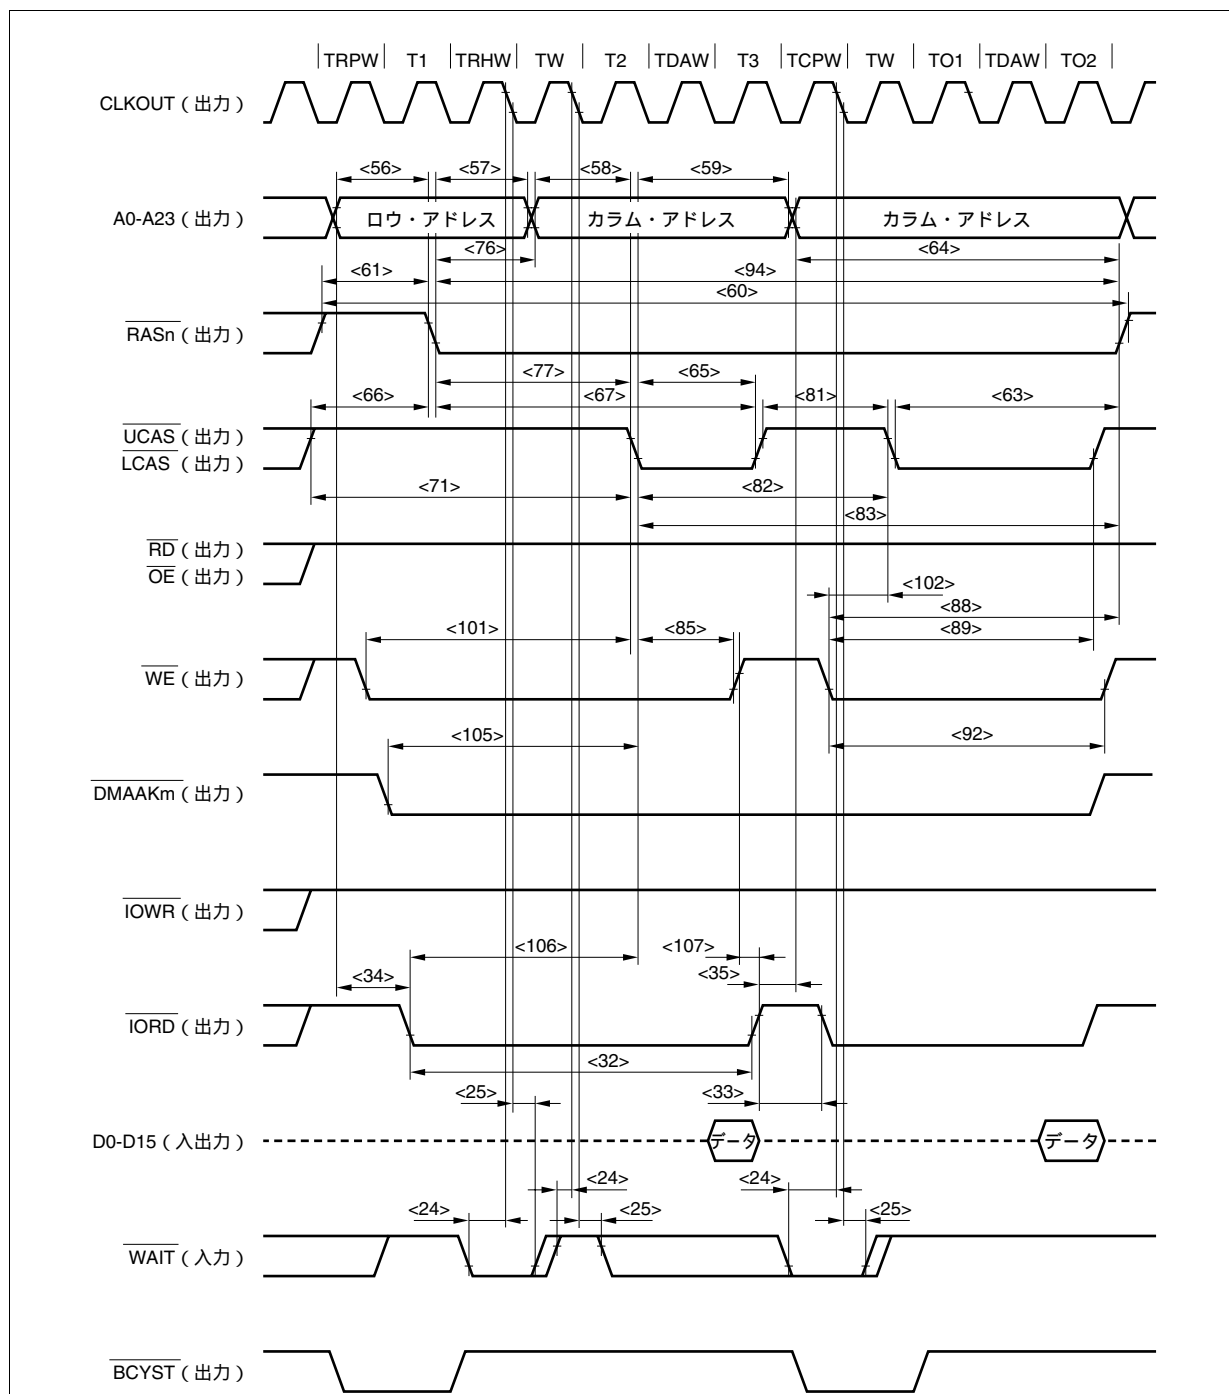 TRPW T1 TRHW TW T2 TDAW T3 TCPW TW TO1 TDAW TO2
CLKOUT（出力）
<56> <57> <58> <59>
A0-A23（出力） ロウ・アドレス カラム・アドレス カラム・アドレス
<76> <64>
<61> <94>
<60>
RASn（出力）
<77> <65>
<66> <67> <81> <63>
UCAS（出力）
LCAS（出力）
<71> <82>
<83>
RD（出力）
OE（出力）
<102>
<88>
<101> <85> <89>
WE（出力）
<105> <92>
DMAAKm（出力）
IOWR（出力）
<106> <107>
<34> <35>
IORD（出力）
<32>
<25> <33>
D0-D15（入出力） データ データ
<24> <24>
<24> <25> <25>
WAIT（入力）
BCYST（出力）